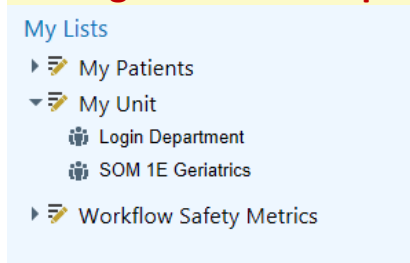 My Lists
My Patients
My Unit
Login Department
SOM 1E Geriatrics
Workflow Safety Metrics